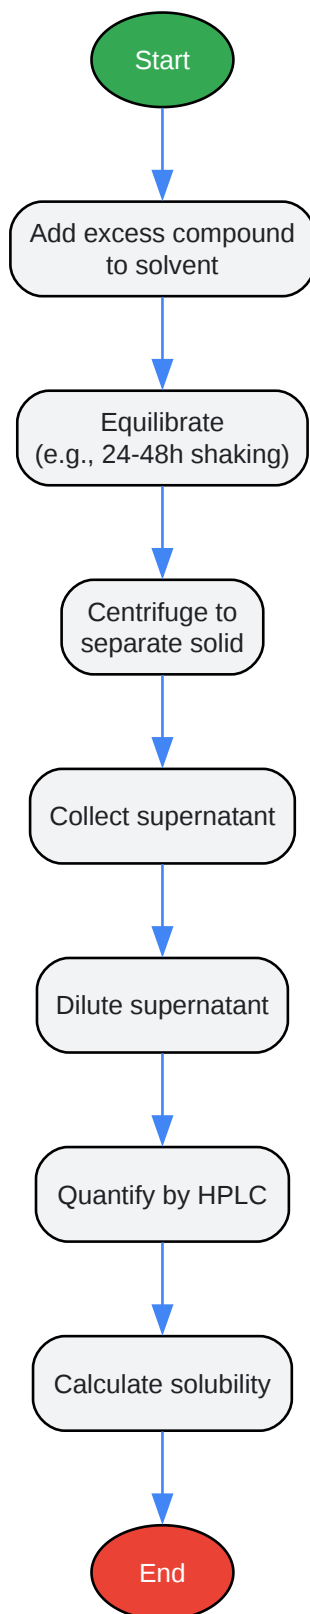 Start
Add excess compound
to solvent
Equilibrate
(e.g., 24-48h shaking)
Centrifuge to
separate solid
Collect supernatant
Dilute supernatant
Quantify by HPLC
Calculate solubility
End